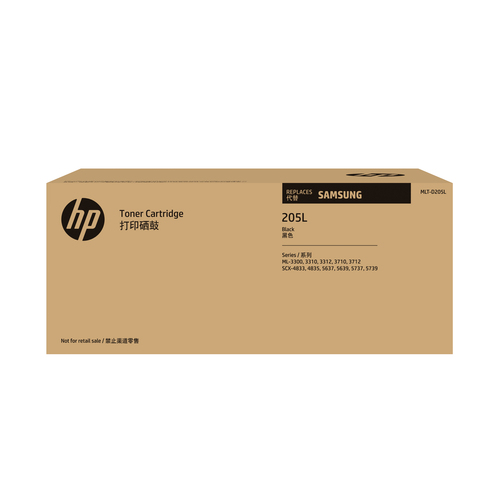 hp
Toner Cartridge
打印硒鼓
Not for retail sale / 禁止渠道零售
REPLACES
代替
SAMSUNG
MLT-D205L
205L
Black
黑色
Series / 系列
ML-3300, 3310, 3312, 3710, 3712
SCX-4833, 4835, 5637, 5639, 5737, 5739